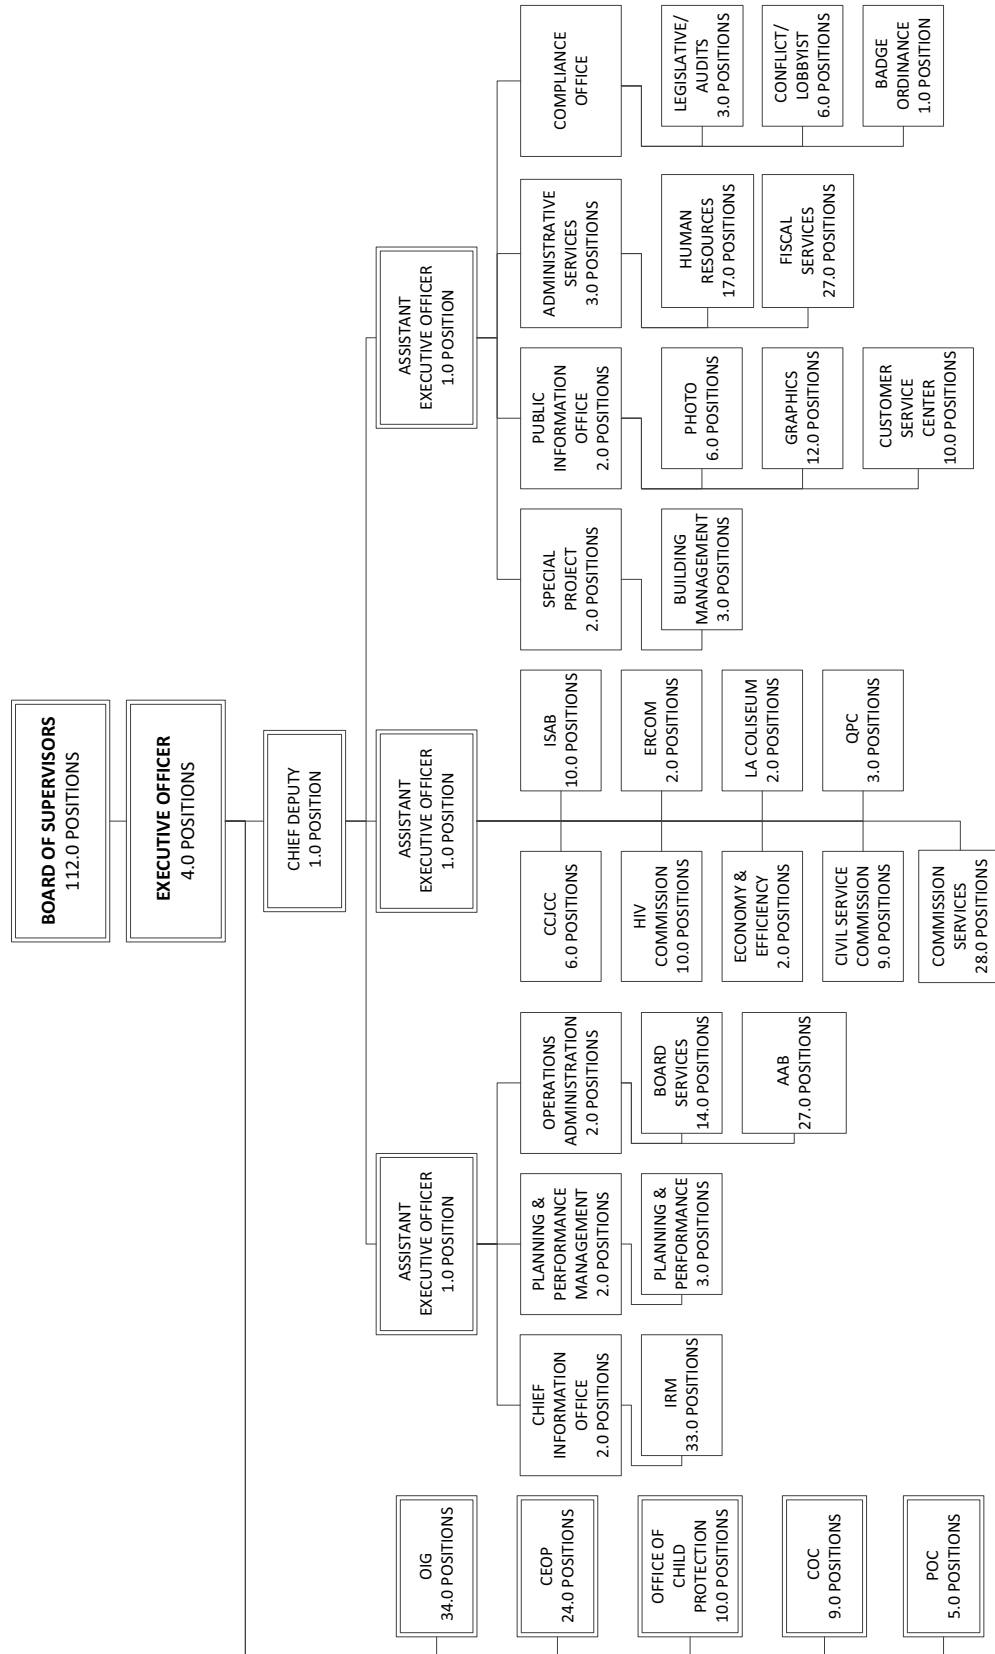 BOARD OF SUPERVISORS
112.0 POSITIONS
EXECUTIVE OFFICER
4.0 POSITIONS
CHIEF DEPUTY
1.0 POSITION
OIG
34.0 POSITIONS
CEOP
24.0 POSITIONS
OFFICE OF
CHILD
PROTECTION
10.0 POSITIONS
COC
9.0 POSITIONS
POC
5.0 POSITIONS
ASSISTANT
EXECUTIVE OFFICER
1.0 POSITION
CHIEF
INFORMATION
OFFICE
2.0 POSITIONS
IRM
33.0 POSITIONS
PLANNING &
PERFORMANCE
MANAGEMENT
2.0 POSITIONS
PLANNING &
PERFORMANCE
3.0 POSITIONS
OPERATIONS
ADMINISTRATION
2.0 POSITIONS
BOARD
SERVICES
14.0 POSITIONS
AAB
27.0 POSITIONS
ASSISTANT
EXECUTIVE OFFICER
1.0 POSITION
CCJCC
6.0 POSITIONS
HIV
COMMISSION
10.0 POSITIONS
ECONOMY &
EFFICIENCY
2.0 POSITIONS
CIVIL SERVICE
COMMISSION
9.0 POSITIONS
COMMISSION
SERVICES
28.0 POSITIONS
ISAB
10.0 POSITIONS
ERCOM
2.0 POSITIONS
LA COLISEUM
2.0 POSITIONS
QPC
3.0 POSITIONS
ASSISTANT
EXECUTIVE OFFICER
1.0 POSITION
SPECIAL
PROJECT
2.0 POSITIONS
BUILDING
MANAGEMENT
3.0 POSITIONS
PUBLIC
INFORMATION
OFFICE
2.0 POSITIONS
PHOTO
6.0 POSITIONS
GRAPHICS
12.0 POSITIONS
CUSTOMER
SERVICE
CENTER
10.0 POSITIONS
ADMINISTRATIVE
SERVICES
3.0 POSITIONS
HUMAN
RESOURCES
17.0 POSITIONS
FISCAL
SERVICES
27.0 POSITIONS
COMPLIANCE
OFFICE
LEGISLATIVE/
AUDITS
3.0 POSITIONS
CONFLICT/
LOBBYIST
6.0 POSITIONS
BADGE
ORDINANCE
1.0 POSITION